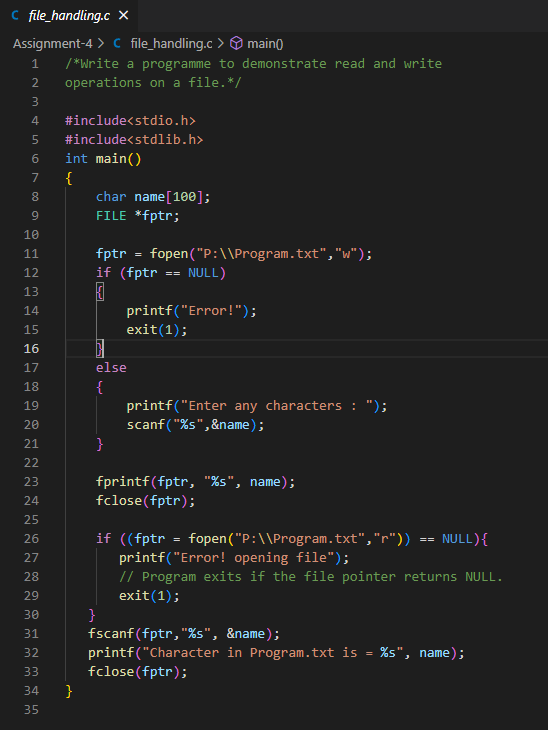 file_handling.c
Assignment-4 > file_handling.c > main()
1 /*Write a programme to demonstrate read and write
2 operations on a file.*/
3
4 #include<stdio.h>
5 #include<stdlib.h>
6 int main()
7 {
8     char name[100];
9     FILE *fptr;
10
11     fptr = fopen("P:\\Program.txt","w");
12     if (fptr == NULL)
13     {
14         printf("Error!");
15         exit(1);
16     }
17     else
18     {
19         printf("Enter any characters : ");
20         scanf("%s",&name);
21     }
22
23     fprintf(fptr, "%s", name);
24     fclose(fptr);
25
26     if ((fptr = fopen("P:\\Program.txt","r")) == NULL){
27        printf("Error! opening file");
28        // Program exits if the file pointer returns NULL.
29        exit(1);
30    }
31    fscanf(fptr,"%s", &name);
32    printf("Character in Program.txt is = %s", name);
33    fclose(fptr);
34 }
35